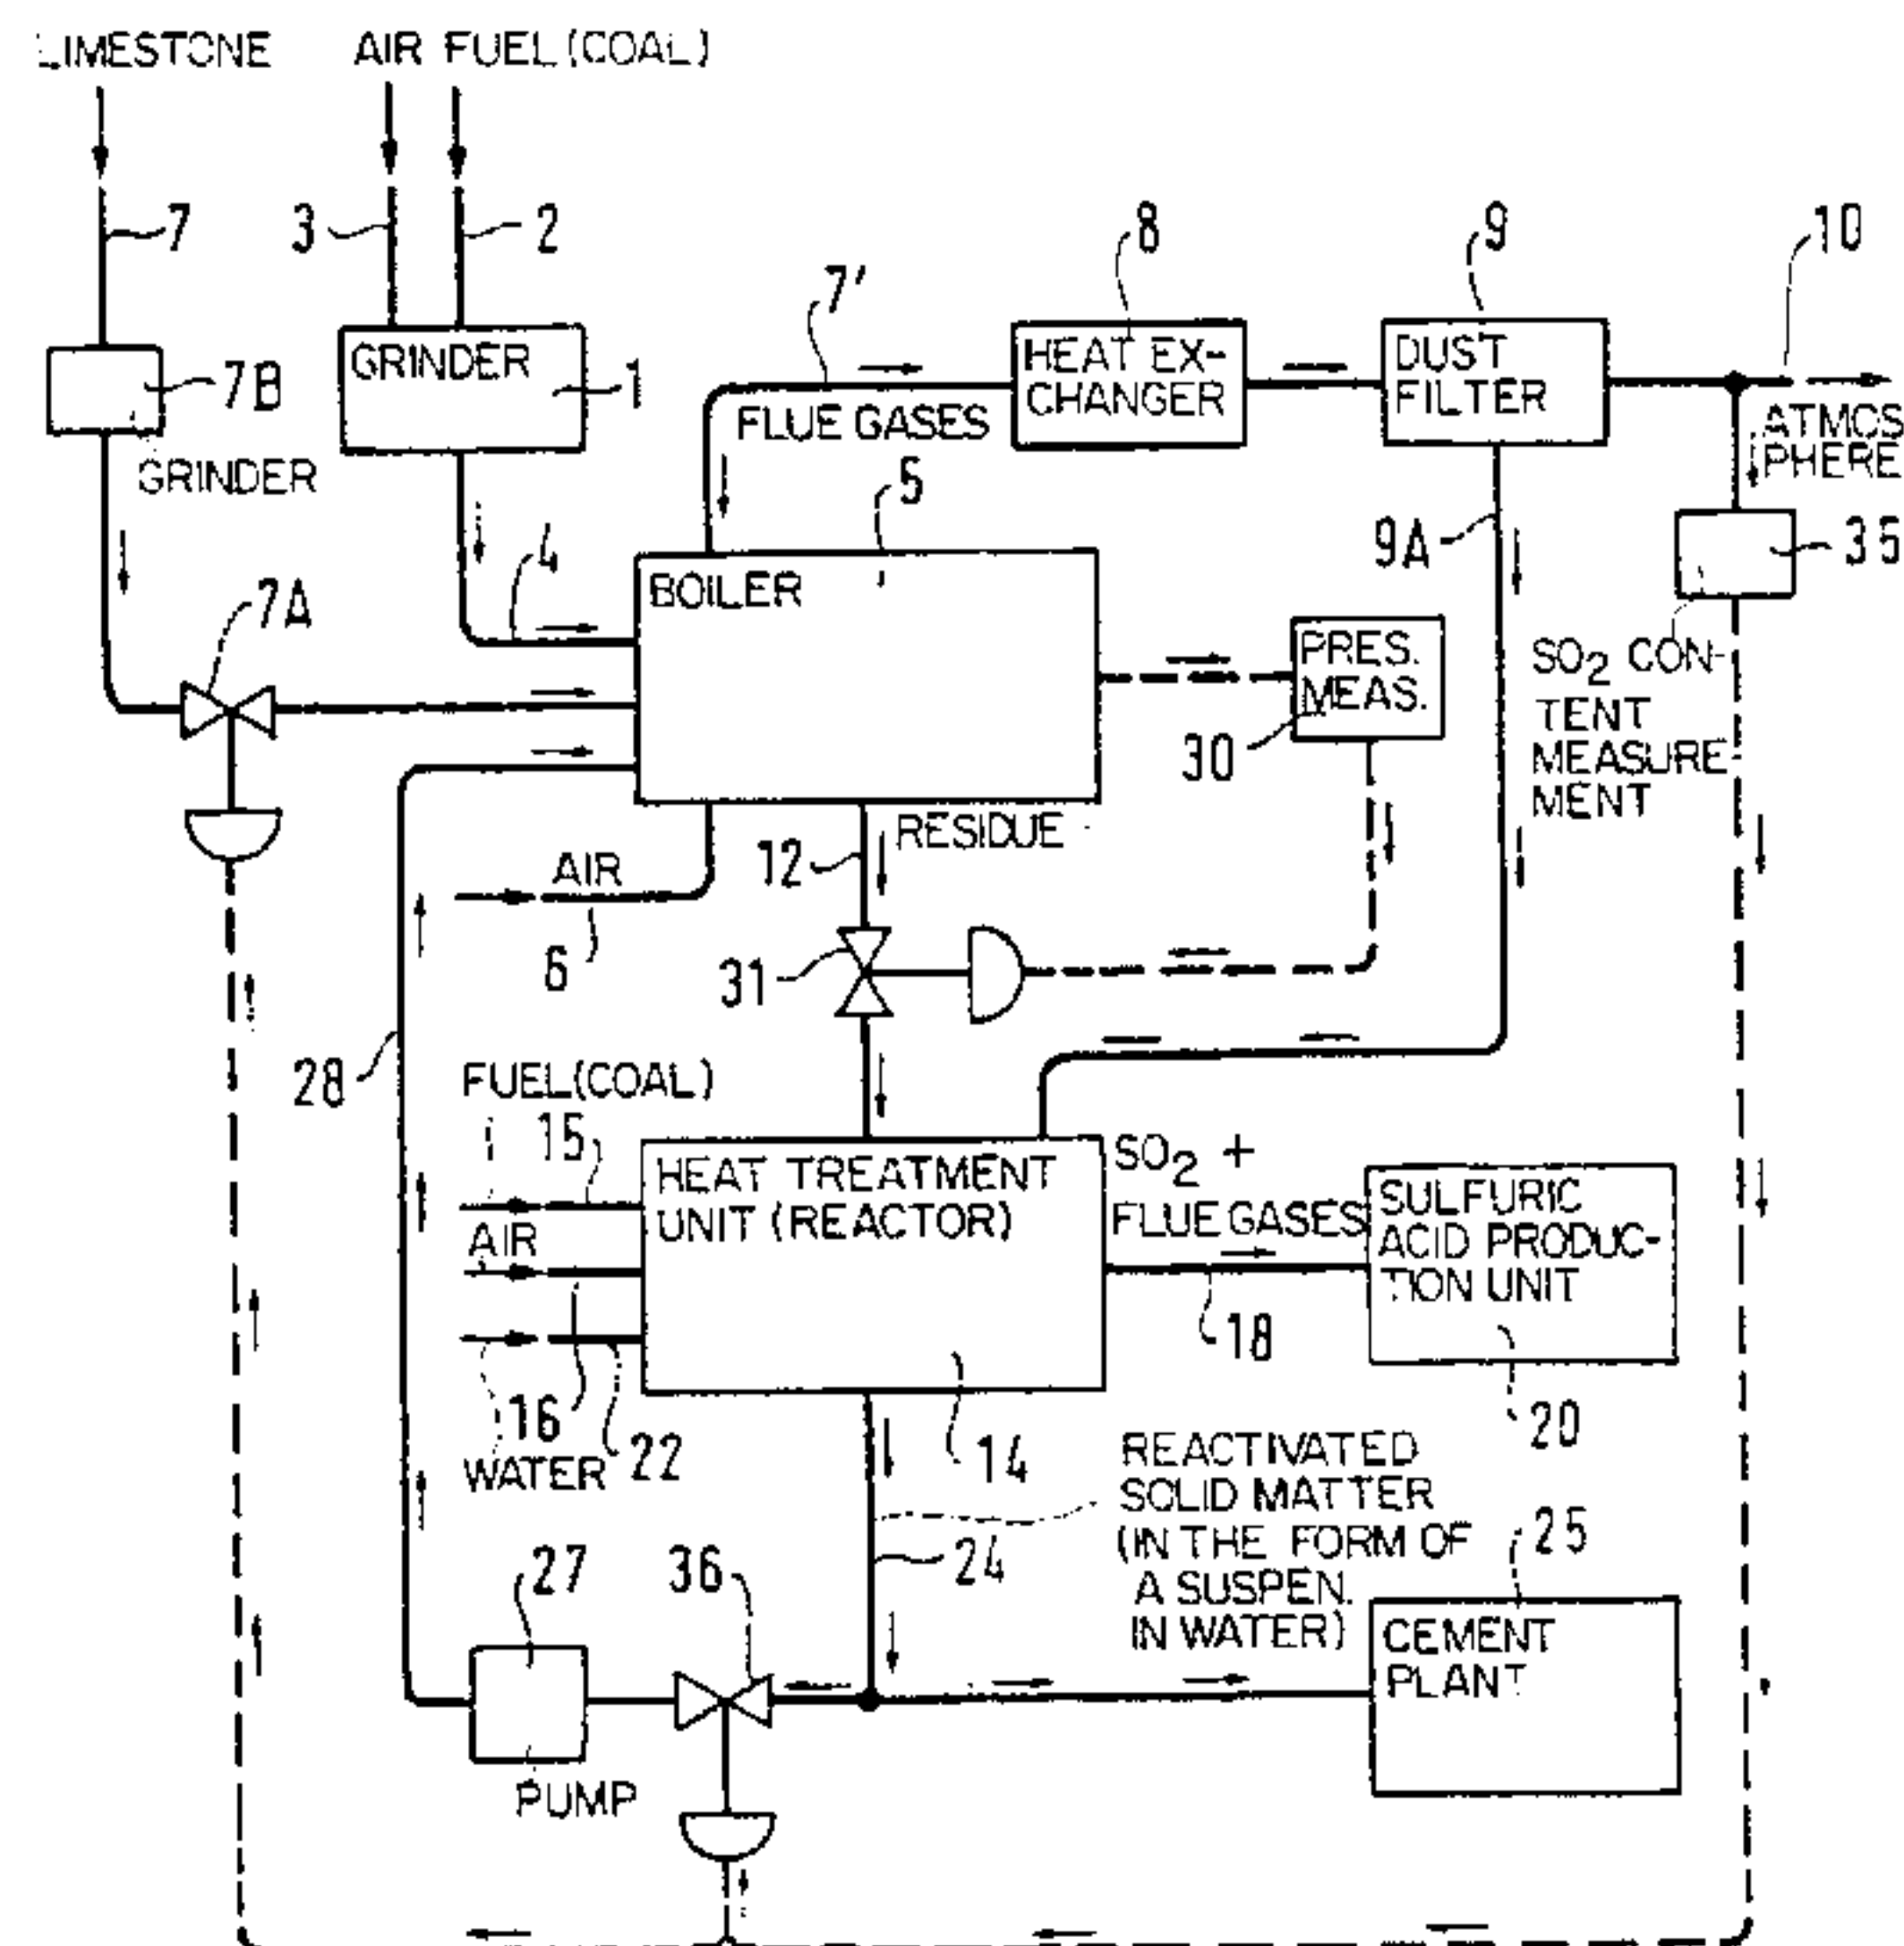 LIMESTONE
AIR FUEL (COAL)
7
3
2
8
9
10
7'
7B
GRINDER
GRINDER
1
FLUE GASES
HEAT EX-
CHANGER
DUST
FILTER
ATMOS
PHERE
5
9A
35
4
BOILER
7A
PRES.
MEAS.
30
SO2 CON-
TENT
MEASURE
MENT
RESIDUE
12
AIR
6
31
28
FUEL (COAL)
15
HEAT TREATMENT
UNIT (REACTOR)
SO2 +
FLUE GASES
SULFURIC
ACID PRODUC-
TION UNIT
AIR
18
16
22
WATER
14
20
REACTIVATED
SOLID MATTER
(IN THE FORM OF
A SUSPEN.
IN WATER)
24
25
27
36
CEMENT
PLANT
PUMP